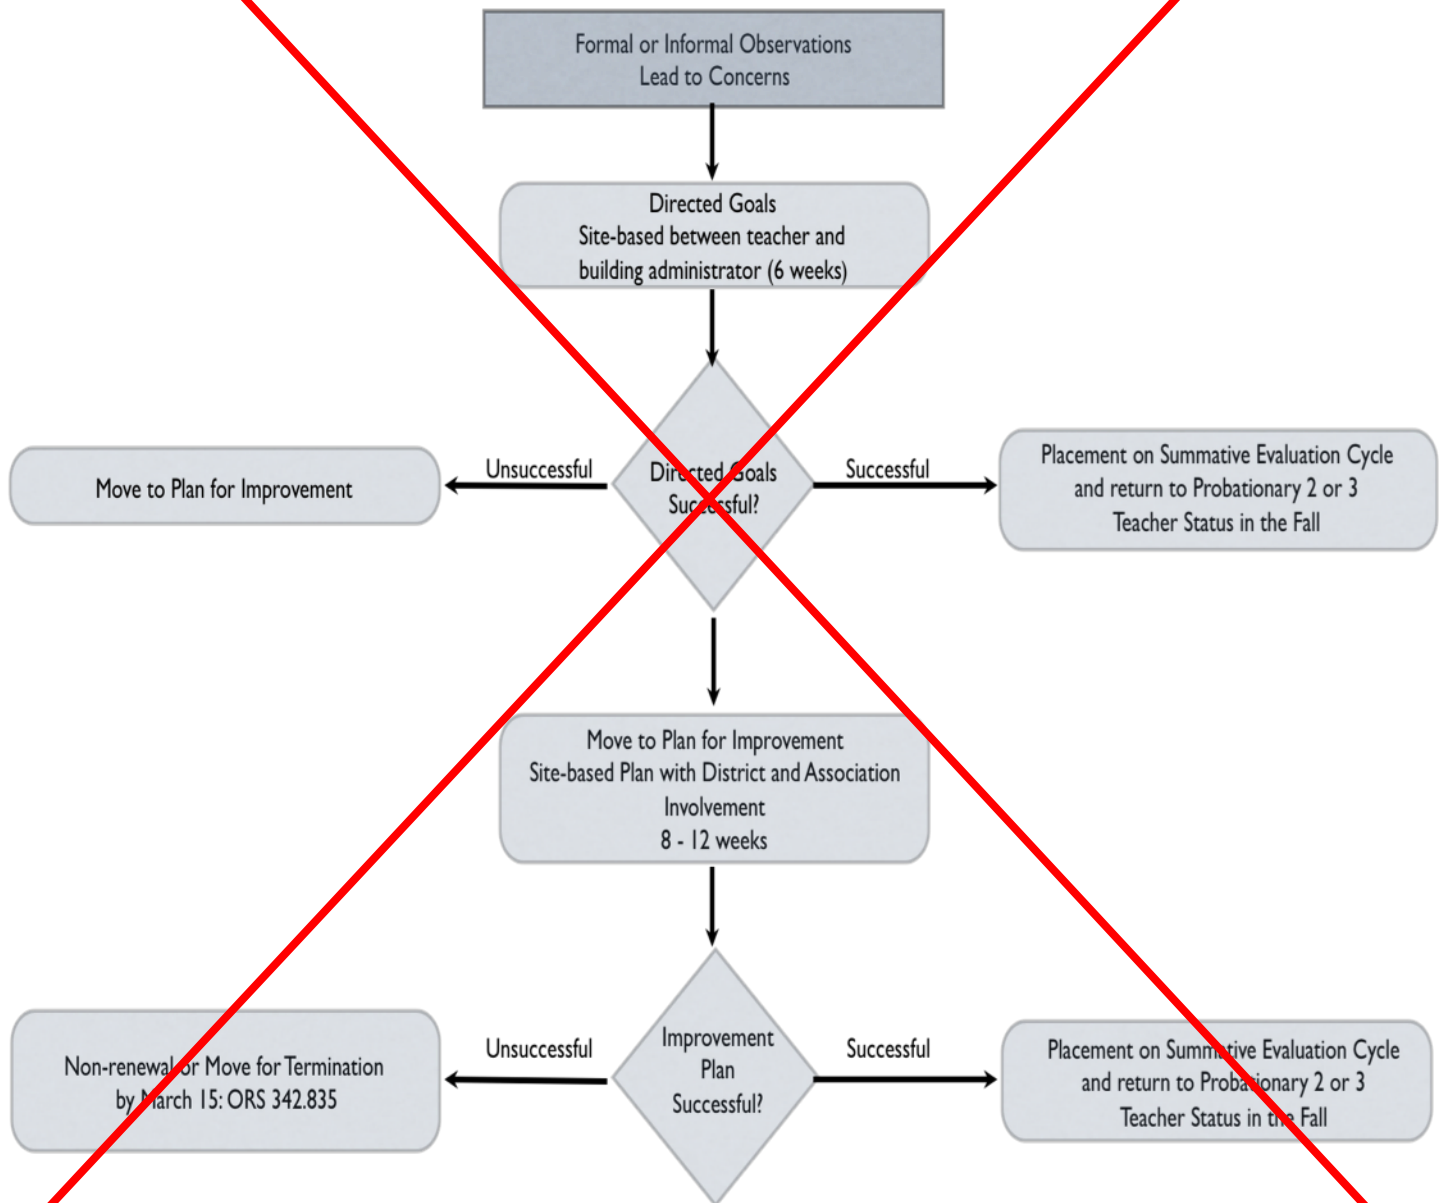 Formal or Informal Observations
Lead to Concerns
Directed Goals
Site-based between teacher and
building administrator (6 weeks)
Unsuccessful
Directed Goals
Successful?
Successful
Move to Plan for Improvement
Placement on Summative Evaluation Cycle
and return to Probationary 2 or 3
Teacher Status in the Fall
Move to Plan for Improvement
Site-based Plan with District and Association
Involvement
8 - 12 weeks
Unsuccessful
Improvement
Plan
Successful?
Successful
Non-renewal or Move for Termination
by March 15: ORS 342.835
Placement on Summative Evaluation Cycle
and return to Probationary 2 or 3
Teacher Status in the Fall